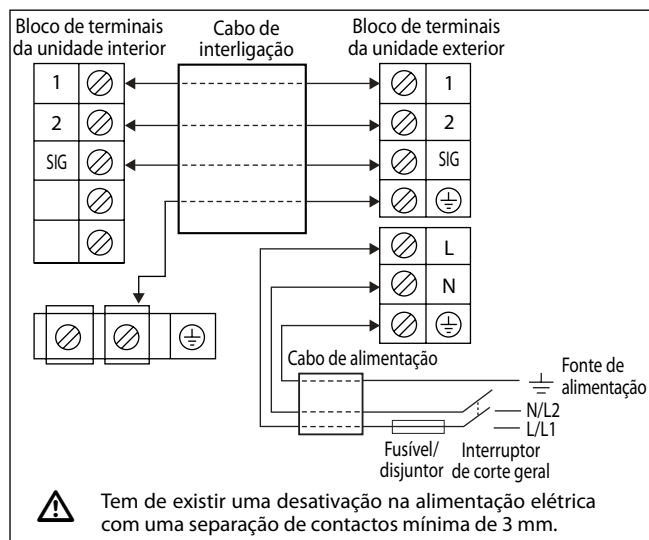 Bloco de terminais
da unidade interior
Cabo de
interligação
Bloco de terminais
da unidade exterior
1
2
SIG
1
2
SIG
L
N
Cabo de alimentação
Fonte de
alimentação
N/L2
L/L1
Fusível/
disjuntor
Interruptor
de corte geral
Tem de existir uma desativação na alimentação elétrica
com uma separação de contactos mínima de 3 mm.